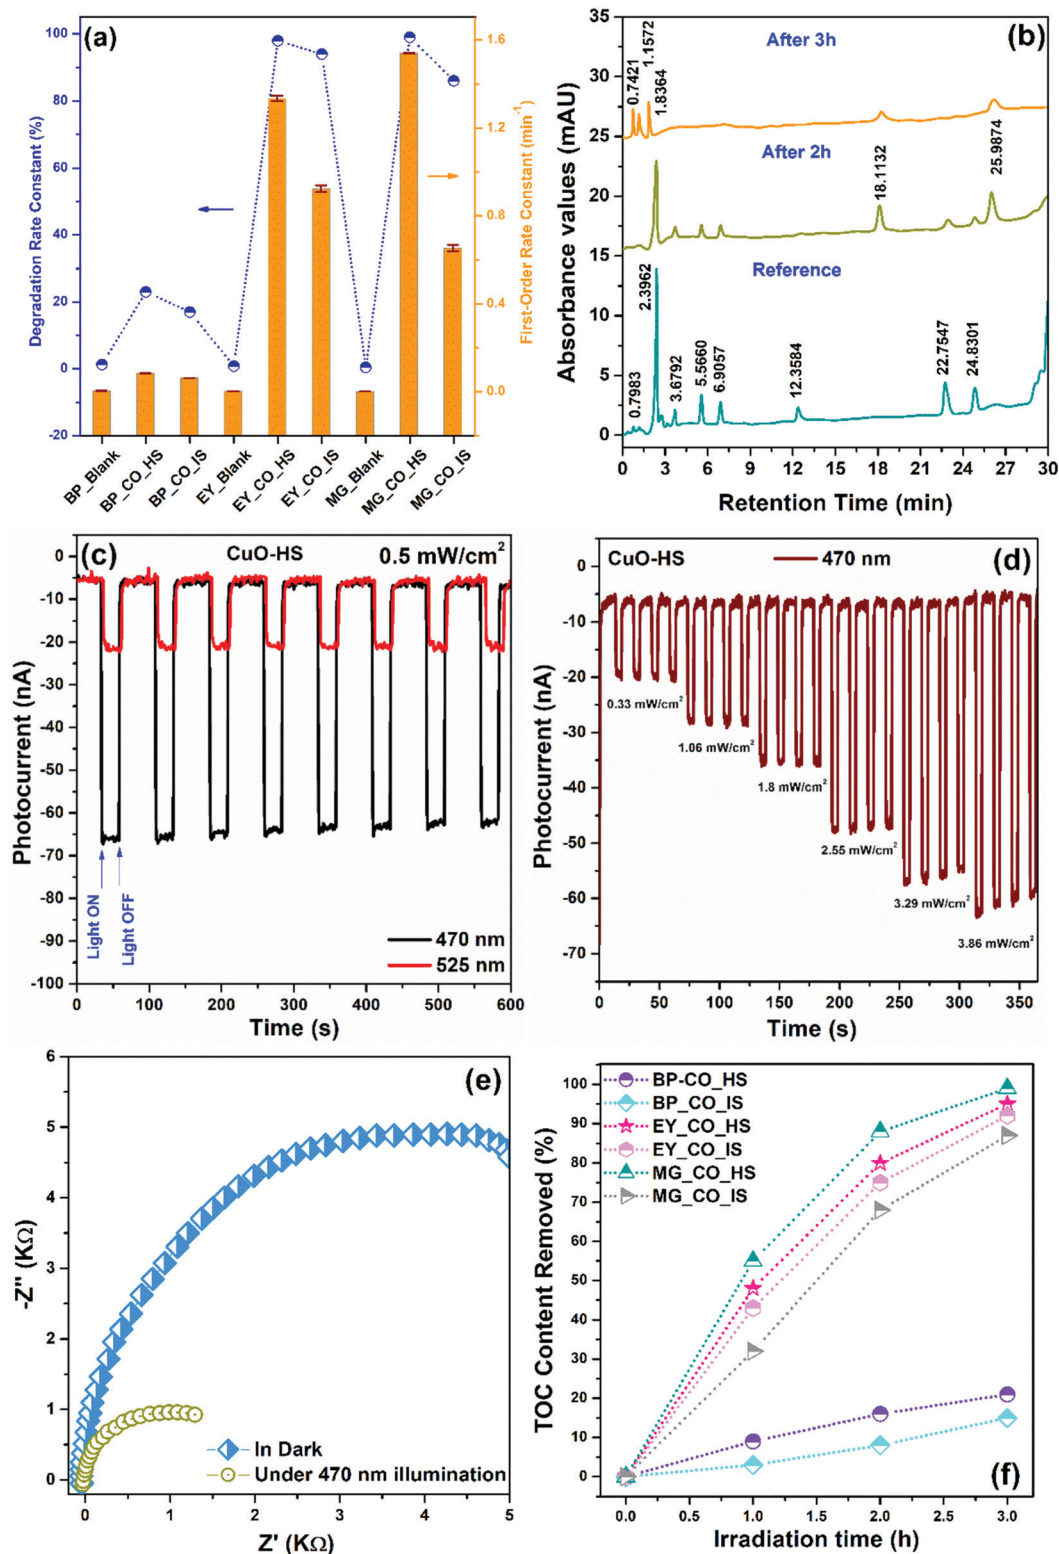 (a)
Degradation Rate Constant (%)
100
80
60
40
20
0
-20
First-Order Rate Constant (min⁻¹)
1.6
1.2
0.8
0.4
0.0
BP_Blank
BP_CO_HS
BP_CO_IS
EY_Blank
EY_CO_HS
EY_CO_IS
MG_Blank
MG_CO_HS
MG_CO_IS
(b)
Absorbance values (mAU)
35
30
25
20
15
10
5
0
After 3h
0.7421
1.1572
1.8364
After 2h
18.1132
25.9874
Reference
0.7983
2.3962
3.6792
5.5660
6.9057
12.3584
22.7547
24.8301
0 3 6 9 12 15 18 21 24 27 30
Retention Time (min)
(c)
CuO-HS
0.5 mW/cm²
Photocurrent (nA)
0
-10
-20
-30
-40
-50
-60
-70
-80
-90
-100
Light ON
Light OFF
470 nm
525 nm
0 100 200 300 400 500 600
Time (s)
(d)
CuO-HS
470 nm
Photocurrent (nA)
0
-10
-20
-30
-40
-50
-60
-70
0.33 mW/cm²
1.06 mW/cm²
1.8 mW/cm²
2.55 mW/cm²
3.29 mW/cm²
3.86 mW/cm²
0 50 100 150 200 250 300 350
Time (s)
(e)
-Z'' (KΩ)
6
5
4
3
2
1
0
In Dark
Under 470 nm illumination
0 1 2 3 4 5
Z' (KΩ)
TOC Content Removed (%)
100
90
80
70
60
50
40
30
20
10
0
BP-CO_HS
BP_CO_IS
EY_CO_HS
EY_CO_IS
MG_CO_HS
MG_CO_IS
(f)
0.0 0.5 1.0 1.5 2.0 2.5 3.0
Irradiation time (h)